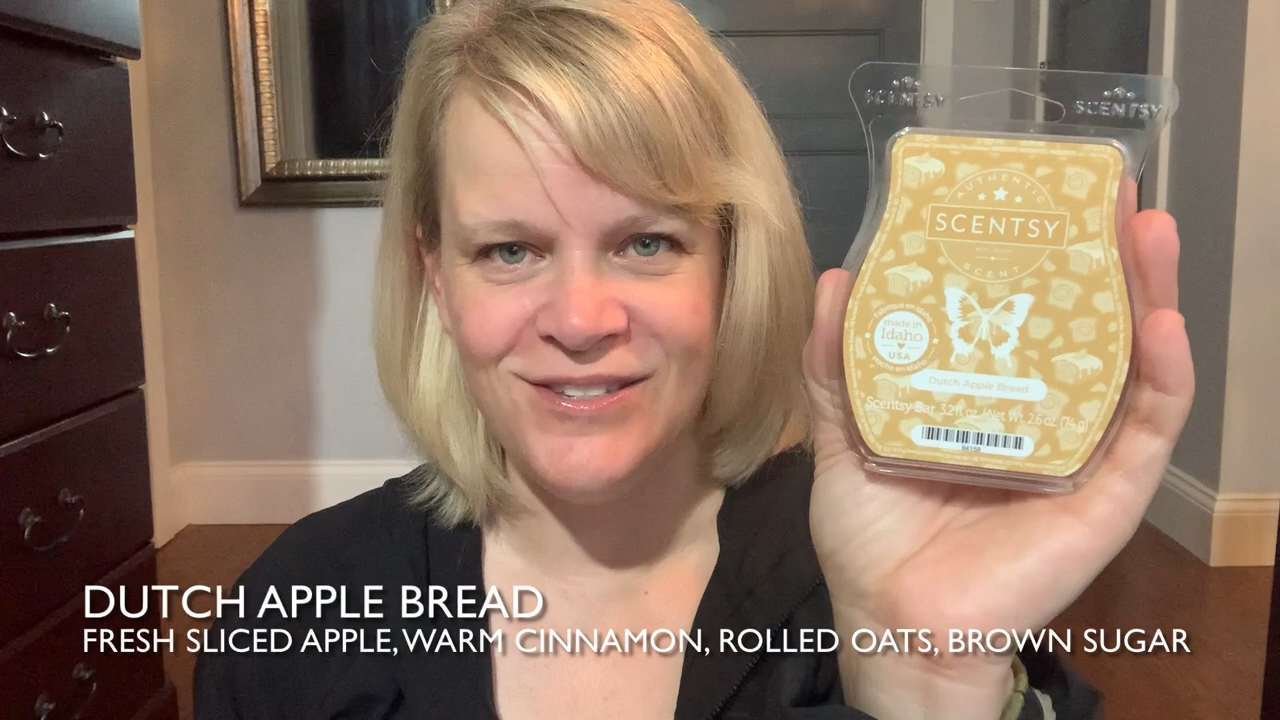 SCENTSY
SCENTSY
AUTHENTIC
SCENTSY
SCENT
made in
Idaho
USA
Dutch Apple Bread
Scentsy Bar 3.2 fl oz / Net Wt. 2.6 oz. (74 g)
DUTCH APPLE BREAD
FRESH SLICED APPLE, WARM CINNAMON, ROLLED OATS, BROWN SUGAR